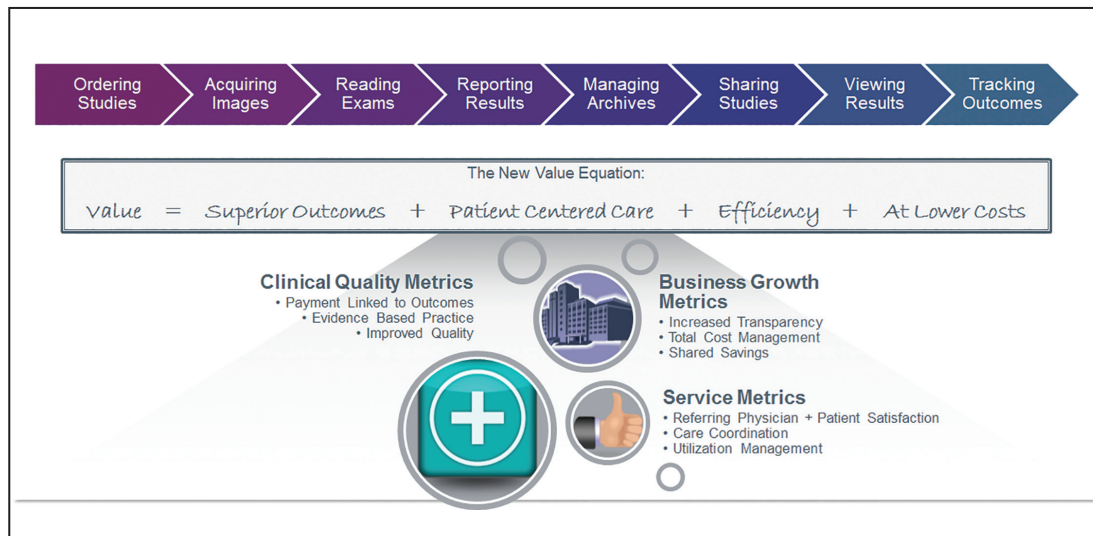 Ordering Studies
Acquiring Images
Reading Exams
Reporting Results
Managing Archives
Sharing Studies
Viewing Results
Tracking Outcomes
The New Value Equation:
Value = Superior Outcomes + Patient Centered Care + Efficiency + At Lower Costs
Clinical Quality Metrics
• Payment Linked to Outcomes
• Evidence Based Practice
• Improved Quality
Business Growth
Metrics
• Increased Transparency
• Total Cost Management
• Shared Savings
Service Metrics
• Referring Physician + Patient Satisfaction
• Care Coordination
• Utilization Management